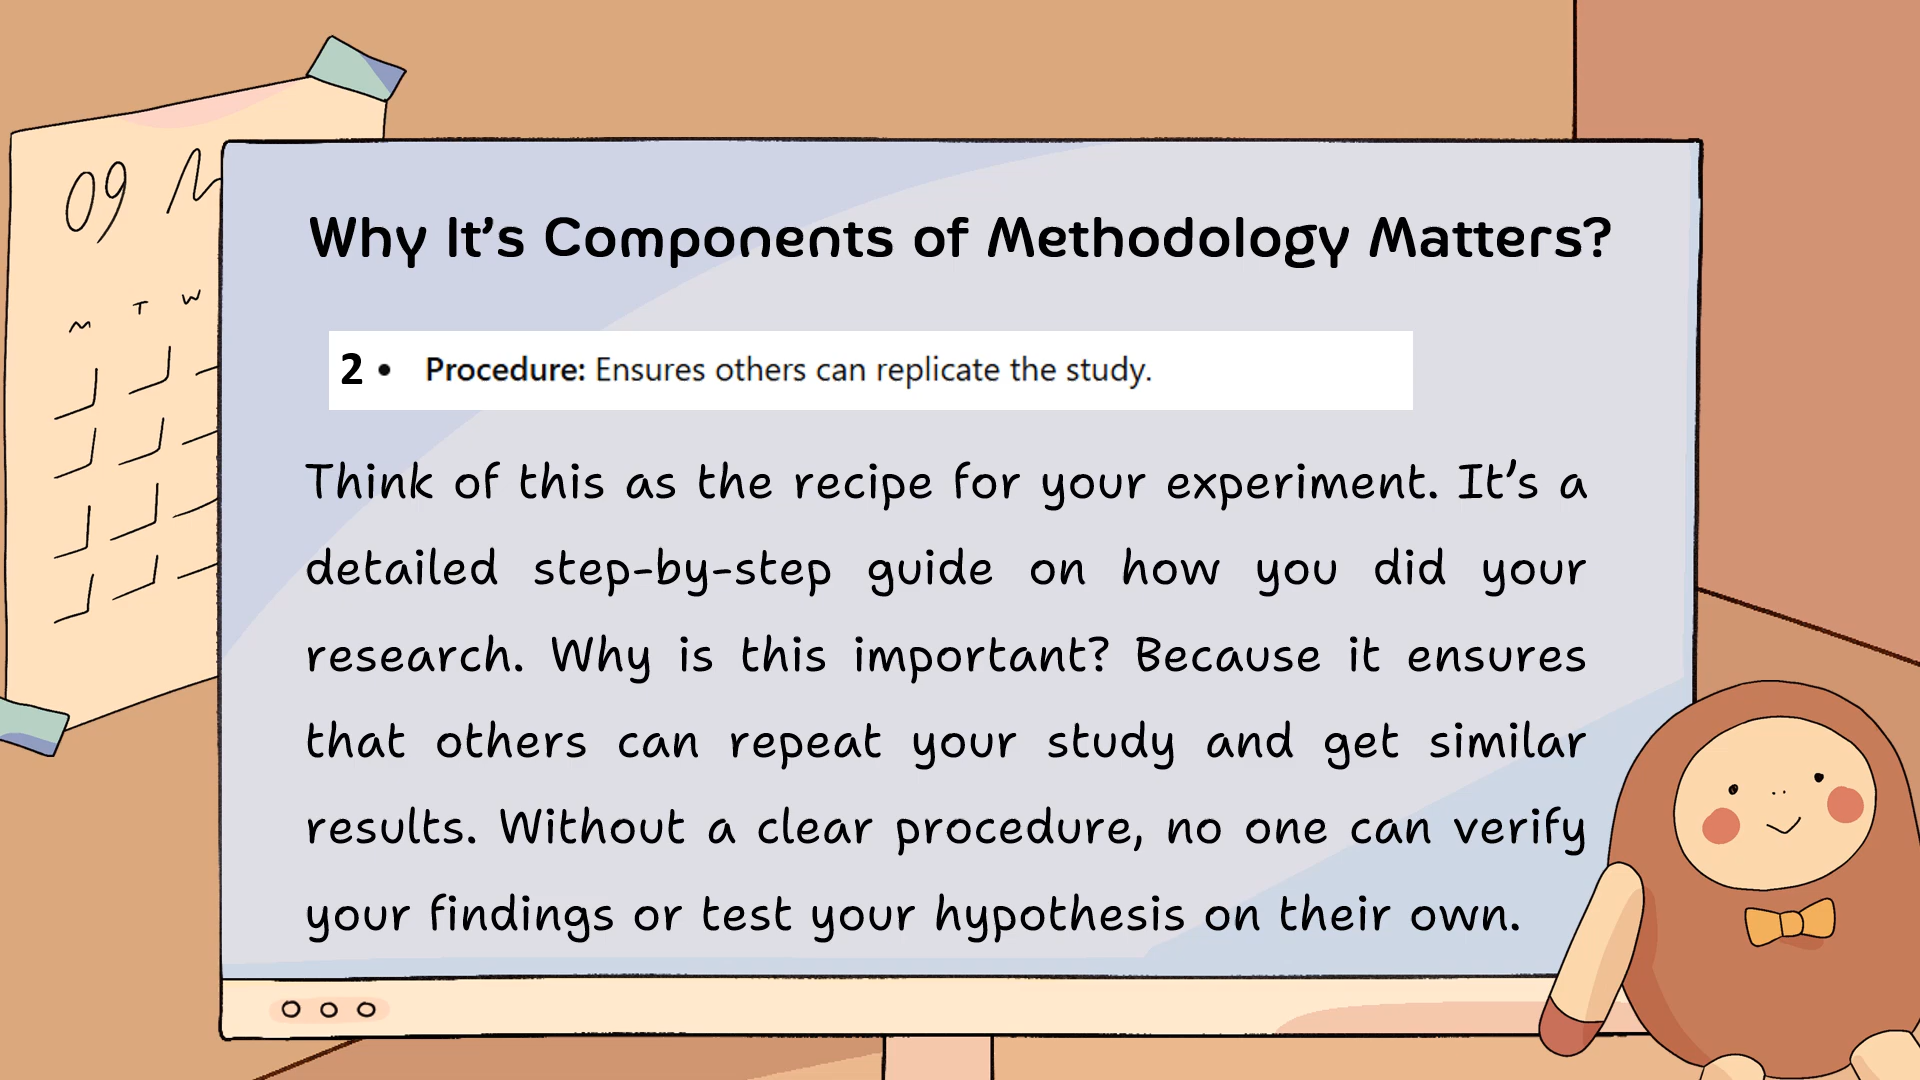 09 M
M T W
Why It’s Components of Methodology Matters?
2 • Procedure: Ensures others can replicate the study.
Think of this as the recipe for your experiment. It’s a
detailed step-by-step guide on how you did your
research. Why is this important? Because it ensures
that others can repeat your study and get similar
results. Without a clear procedure, no one can verify
your findings or test your hypothesis on their own.